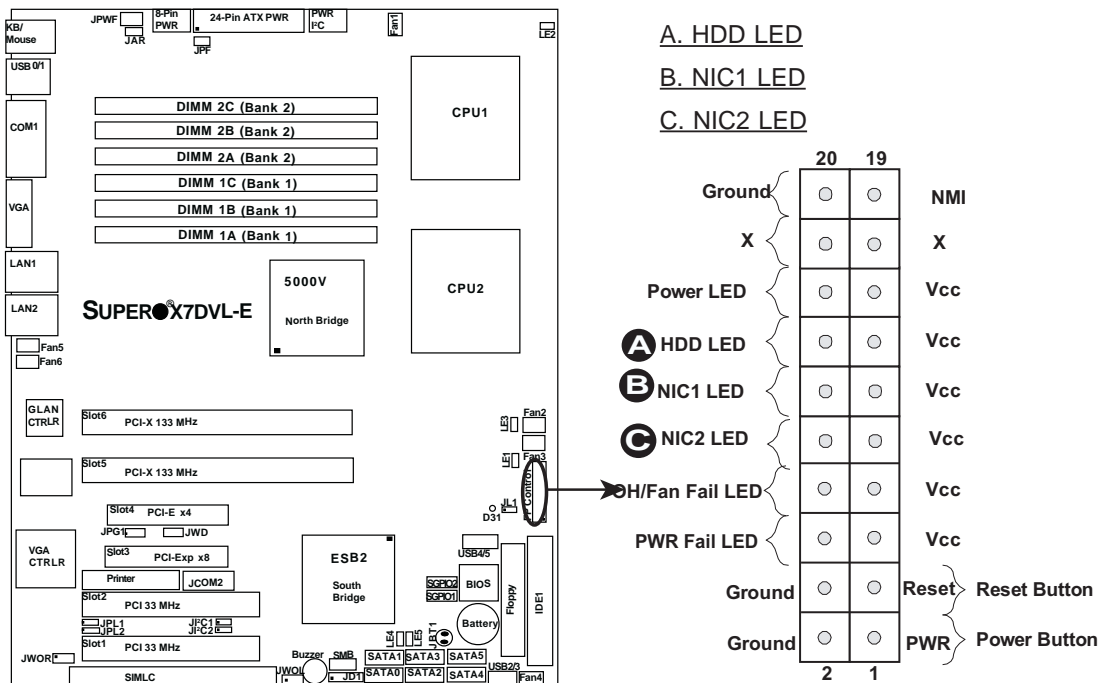 KB/
Mouse
JPWF
JAR
8-Pin
PWR
24-Pin ATX PWR
PWR
I²C
JPF
Fan1
LE2
USB 0/1
COM1
VGA
LAN1
LAN2
Fan5
Fan6
DIMM 2C (Bank 2)
DIMM 2B (Bank 2)
DIMM 2A (Bank 2)
DIMM 1C (Bank 1)
DIMM 1B (Bank 1)
DIMM 1A (Bank 1)
CPU1
CPU2
5000V
North Bridge
SUPER ® X7DVL-E
GLAN
CTRLR
Slot6
PCI-X 133 MHz
Slot5
PCI-X 133 MHz
Slot4
PCI-E x4
JPG1
JWD
Slot3
PCI-Exp x8
VGA
CTRLR
Printer
JCOM2
Slot2
PCI 33 MHz
JPL1
JPL2
JI²C1
JI²C2
Slot1
PCI 33 MHz
JWOR
SIMLC
Fan2
LE3
Fan3
LE1
FP Control
JL1
D31
USB4/5
ESB2
South
Bridge
SGPIO2
SGPIO1
BIOS
Floppy
IDE1
Battery
JBT1
LE4
LE5
Buzzer
SMB
JWOL
JD1
SATA1
SATA3
SATA5
SATA0
SATA2
SATA4
USB2/3
Fan4
A. HDD LED
B. NIC1 LED
C. NIC2 LED
20 19
Ground NMI
X X
Power LED Vcc
A HDD LED Vcc
B NIC1 LED Vcc
C NIC2 LED Vcc
OH/Fan Fail LED Vcc
PWR Fail LED Vcc
Ground Reset Reset Button
Ground PWR Power Button
2 1